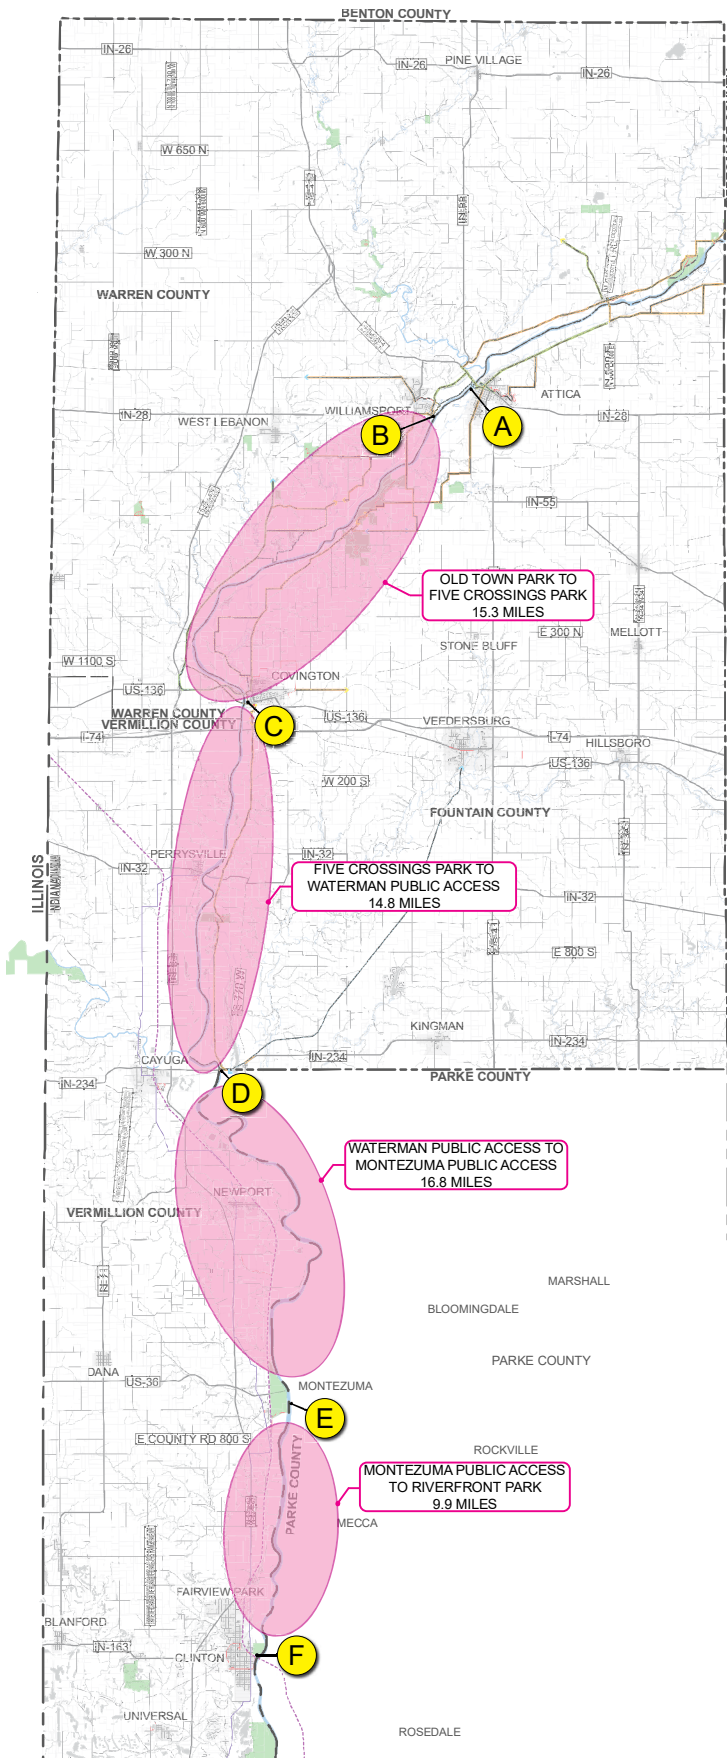 BENTON COUNTY
IN-26
IN-26
PINE VILLAGE
IN-26
W 650 N
W 300 N
WARREN COUNTY
IN-28
WEST LEBANON
WILLIAMSPORT
ATTICA
IN-28
B
A
IN-55
OLD TOWN PARK TO
FIVE CROSSINGS PARK
15.3 MILES
E 300 N
MELLOTT
STONE BLUFF
W 1100 S
COVINGTON
US-136
WARREN COUNTY
VERMILLION COUNTY
C
US-136
VEEDERSBURG
I-74
I-74
HILLSBORO
US-136
W 200 S
FOUNTAIN COUNTY
PERRYSVILLE
IN-32
IN-32
ILLINOIS
INDIANA
FIVE CROSSINGS PARK TO
WATERMAN PUBLIC ACCESS
14.8 MILES
IN-32
E 800 S
KINGMAN
IN-234
IN-234
CAYUGA
IN-234
PARKE COUNTY
D
WATERMAN PUBLIC ACCESS TO
MONTEZUMA PUBLIC ACCESS
16.8 MILES
NEWPORT
VERMILLION COUNTY
MARSHALL
BLOOMINGDALE
PARKE COUNTY
DANA
US-36
MONTEZUMA
E
E COUNTY RD 800 S
PARKE COUNTY
ROCKVILLE
MONTEZUMA PUBLIC ACCESS
TO RIVERFRONT PARK
9.9 MILES
MECCA
FAIRVIEW PARK
BLANFORD
IN-163
CLINTON
F
UNIVERSAL
ROSEDALE